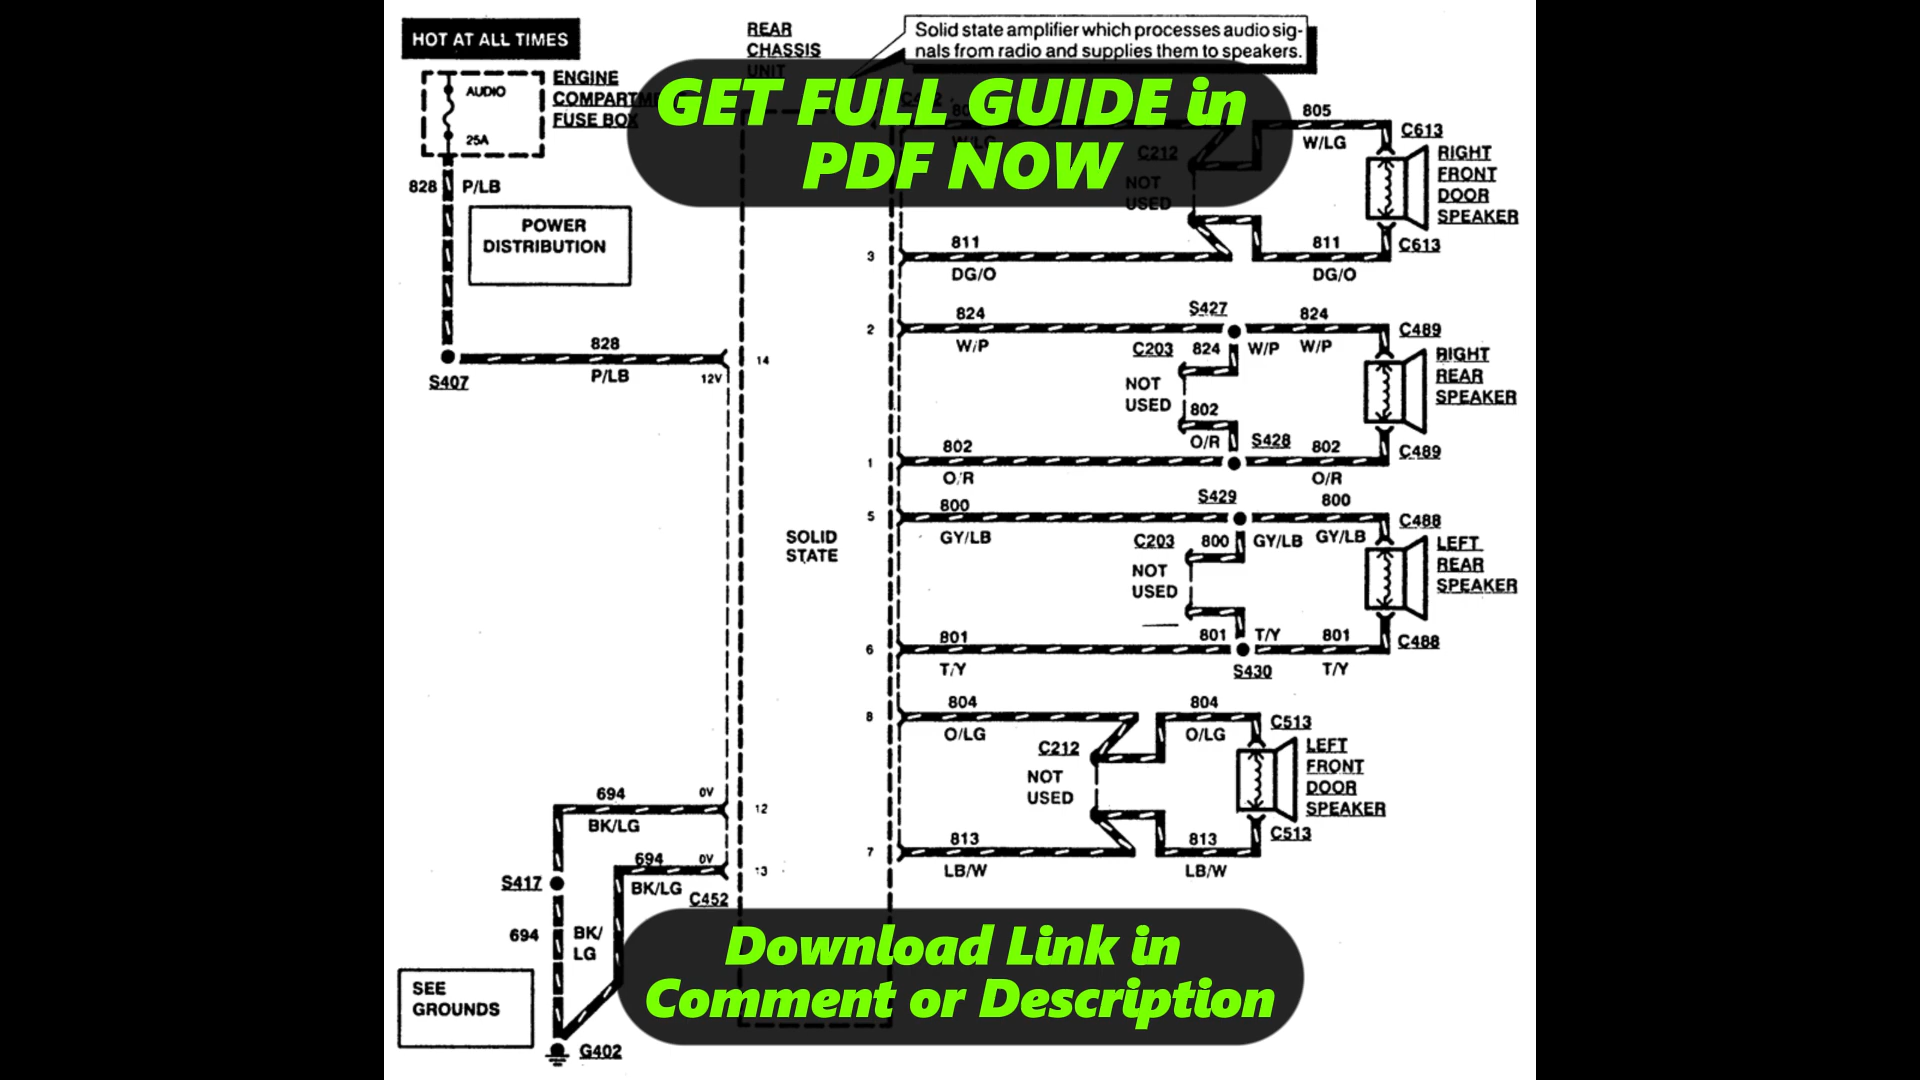 HOT AT ALL TIMES
REAR
CHASSIS
UNIT
Solid state amplifier which processes audio sig-
nals from radio and supplies them to speakers.
AUDIO
25A
ENGINE
COMPARTM
FUSE BOX
GET FULL GUIDE in
PDF NOW
828 P/LB
POWER
DISTRIBUTION
W/LG
C212
NOT
USED
805
W/LG
C613
RIGHT
FRONT
DOOR
SPEAKER
C613
3
811
DG/O
811
DG/O
828
P/LB
S407
12V
14
2
824
W/P
S427
824
W/P
W/P
C203 824
NOT
USED
802
O/R
S428
C489
RIGHT
REAR
SPEAKER
C489
1
802
O/R
802
O/R
SOLID
STATE
5
800
GY/LB
S429
800
GY/LB
GY/LB
C203 800
NOT
USED
C488
LEFT
REAR
SPEAKER
C488
6
801
T/Y
801 T/Y
S430
801
T/Y
8
804
O/LG
C212
NOT
USED
804
O/LG
C513
LEFT
FRONT
DOOR
SPEAKER
C513
7
813
LB/W
813
LB/W
694
BK/LG
0V
12
694
BK/LG
0V
13
C452
S417
694
BK/
LG
SEE
GROUNDS
G402
Download Link in
Comment or Description